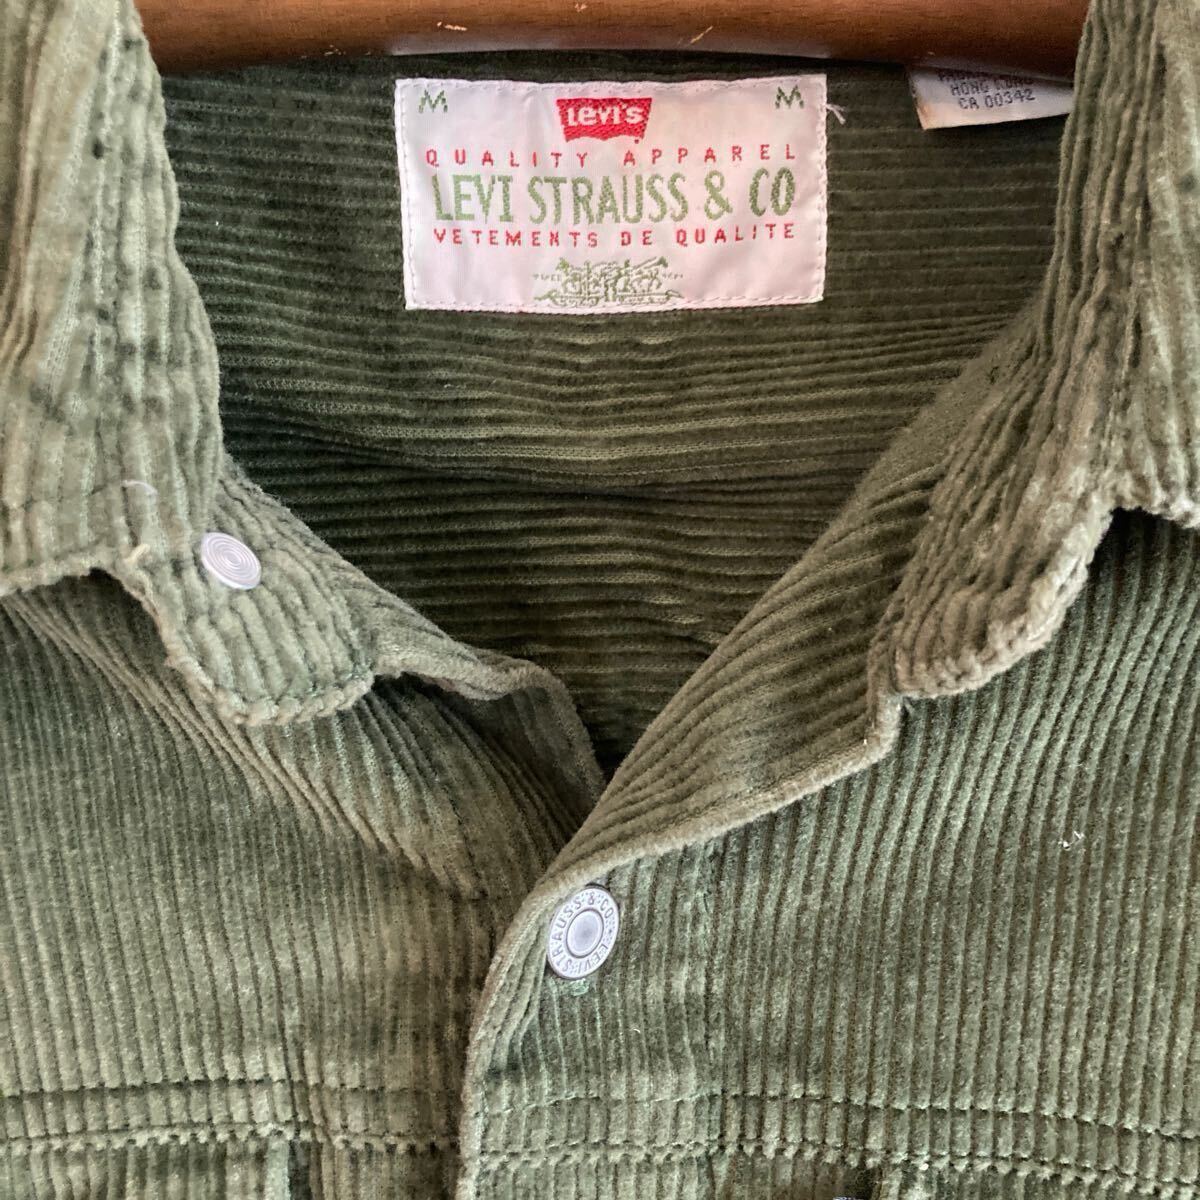 M M
Levi's
QUALITY APPAREL
LEVI STRAUSS & CO
VETEMENTS DE QUALITE
HONG KONG
CA 00342
LEVI STRAUSS & CO